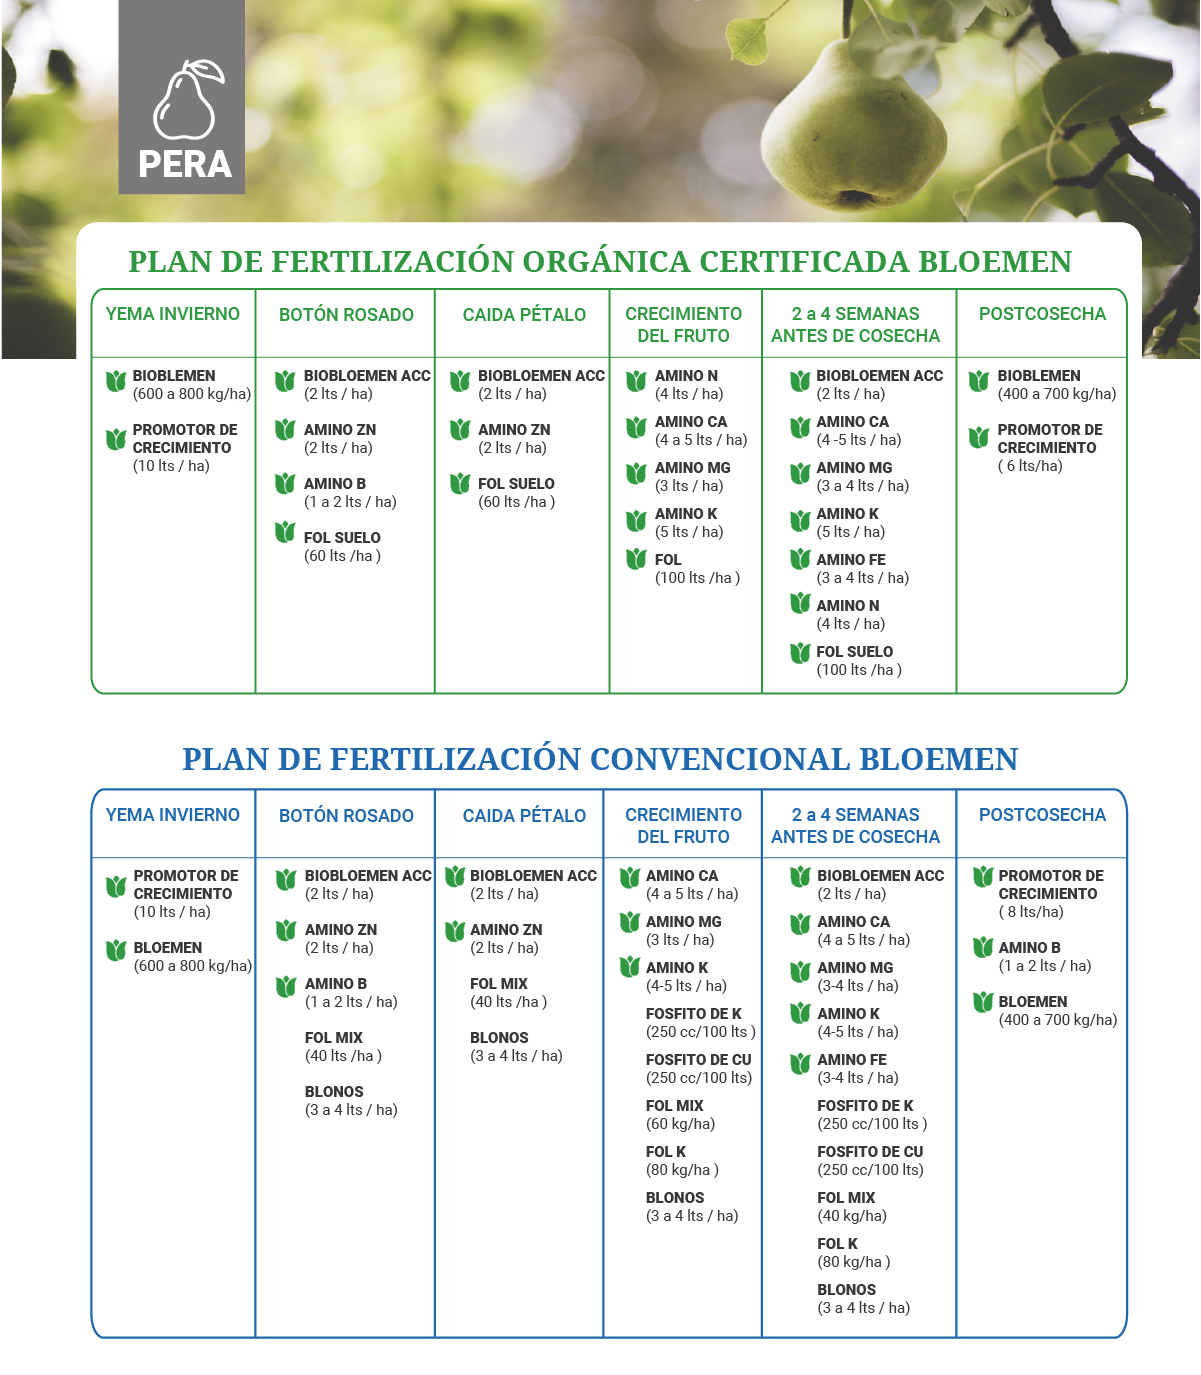 PERA
PLAN DE FERTILIZACIÓN ORGÁNICA CERTIFICADA BLOEMEN
YEMA INVIERNO
BIOBLEMEN
(600 a 800 kg/ha)
PROMOTOR DE
CRECIMIENTO
(10 lts / ha)
BOTÓN ROSADO
BIOBLOEMEN ACC
(2 lts / ha)
AMINO ZN
(2 lts / ha)
AMINO B
(1 a 2 lts / ha)
FOL SUELO
(60 lts /ha )
CAIDA PÉTALO
BIOBLOEMEN ACC
(2 lts / ha)
AMINO ZN
(2 lts / ha)
FOL SUELO
(60 lts /ha )
CRECIMIENTO
DEL FRUTO
AMINO N
(4 lts / ha)
AMINO CA
(4 a 5 lts / ha)
AMINO MG
(3 lts / ha)
AMINO K
(5 lts / ha)
FOL
(100 lts /ha )
2 a 4 SEMANAS
ANTES DE COSECHA
BIOBLOEMEN ACC
(2 lts / ha)
AMINO CA
(4 -5 lts / ha)
AMINO MG
(3 a 4 lts / ha)
AMINO K
(5 lts / ha)
AMINO FE
(3 a 4 lts / ha)
AMINO N
(4 lts / ha)
FOL SUELO
(100 lts /ha )
POSTCOSECHA
BIOBLEMEN
(400 a 700 kg/ha)
PROMOTOR DE
CRECIMIENTO
( 6 lts/ha)
PLAN DE FERTILIZACIÓN CONVENCIONAL BLOEMEN
YEMA INVIERNO
PROMOTOR DE
CRECIMIENTO
(10 lts / ha)
BLOEMEN
(600 a 800 kg/ha)
BOTÓN ROSADO
BIOBLOEMEN ACC
(2 lts / ha)
AMINO ZN
(2 lts / ha)
AMINO B
(1 a 2 lts / ha)
FOL MIX
(40 lts /ha )
BLONOS
(3 a 4 lts / ha)
CAIDA PÉTALO
BIOBLOEMEN ACC
(2 lts / ha)
AMINO ZN
(2 lts / ha)
FOL MIX
(40 lts /ha )
BLONOS
(3 a 4 lts / ha)
CRECIMIENTO
DEL FRUTO
AMINO CA
(4 a 5 lts / ha)
AMINO MG
(3 lts / ha)
AMINO K
(4-5 lts / ha)
FOSFITO DE K
(250 cc/100 lts )
FOSFITO DE CU
(250 cc/100 lts)
FOL MIX
(60 kg/ha)
FOL K
(80 kg/ha )
BLONOS
(3 a 4 lts / ha)
2 a 4 SEMANAS
ANTES DE COSECHA
BIOBLOEMEN ACC
(2 lts / ha)
AMINO CA
(4 a 5 lts / ha)
AMINO MG
(3-4 lts / ha)
AMINO K
(4-5 lts / ha)
AMINO FE
(3-4 lts / ha)
FOSFITO DE K
(250 cc/100 lts )
FOSFITO DE CU
(250 cc/100 lts)
FOL MIX
(40 kg/ha)
FOL K
(80 kg/ha )
BLONOS
(3 a 4 lts / ha)
POSTCOSECHA
PROMOTOR DE
CRECIMIENTO
( 8 lts/ha)
AMINO B
(1 a 2 lts / ha)
BLOEMEN
(400 a 700 kg/ha)